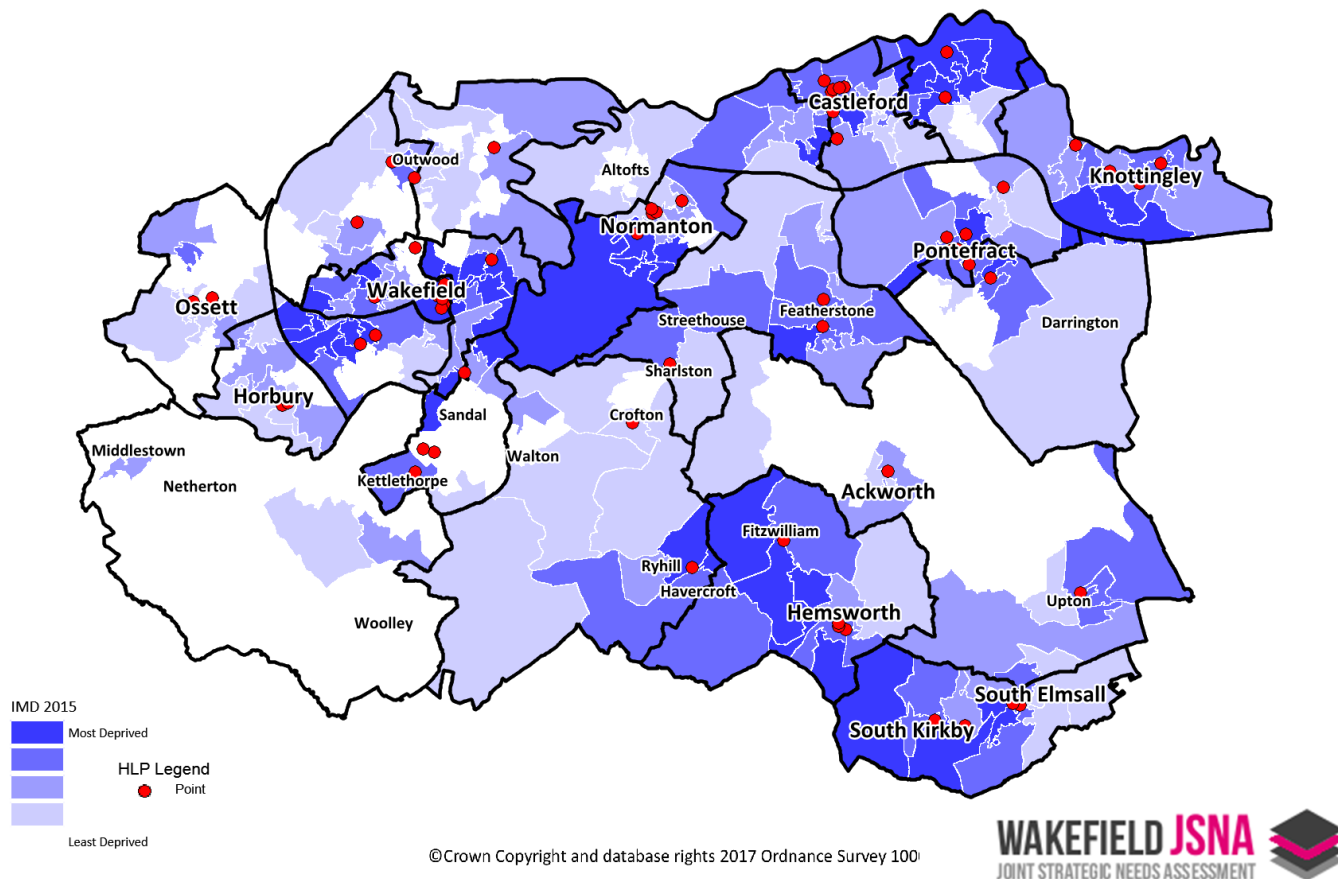 Castleford
Outwood
Altofts
Knottingley
Normanton
Pontefract
Wakefield
Ossett
Streethouse
Featherstone
Darrington
Sharlston
Horbury
Sandal
Crofton
Middlestown
Walton
Netherton
Kettlethorpe
Ackworth
Fitzwilliam
Ryhill
Havercroft
Upton
Hemsworth
Woolley
South Elmsall
South Kirkby
IMD 2015
Most Deprived
HLP Legend
Point
Least Deprived
©Crown Copyright and database rights 2017 Ordnance Survey 100
WAKEFIELD JSNA
JOINT STRATEGIC NEEDS ASSESSMENT